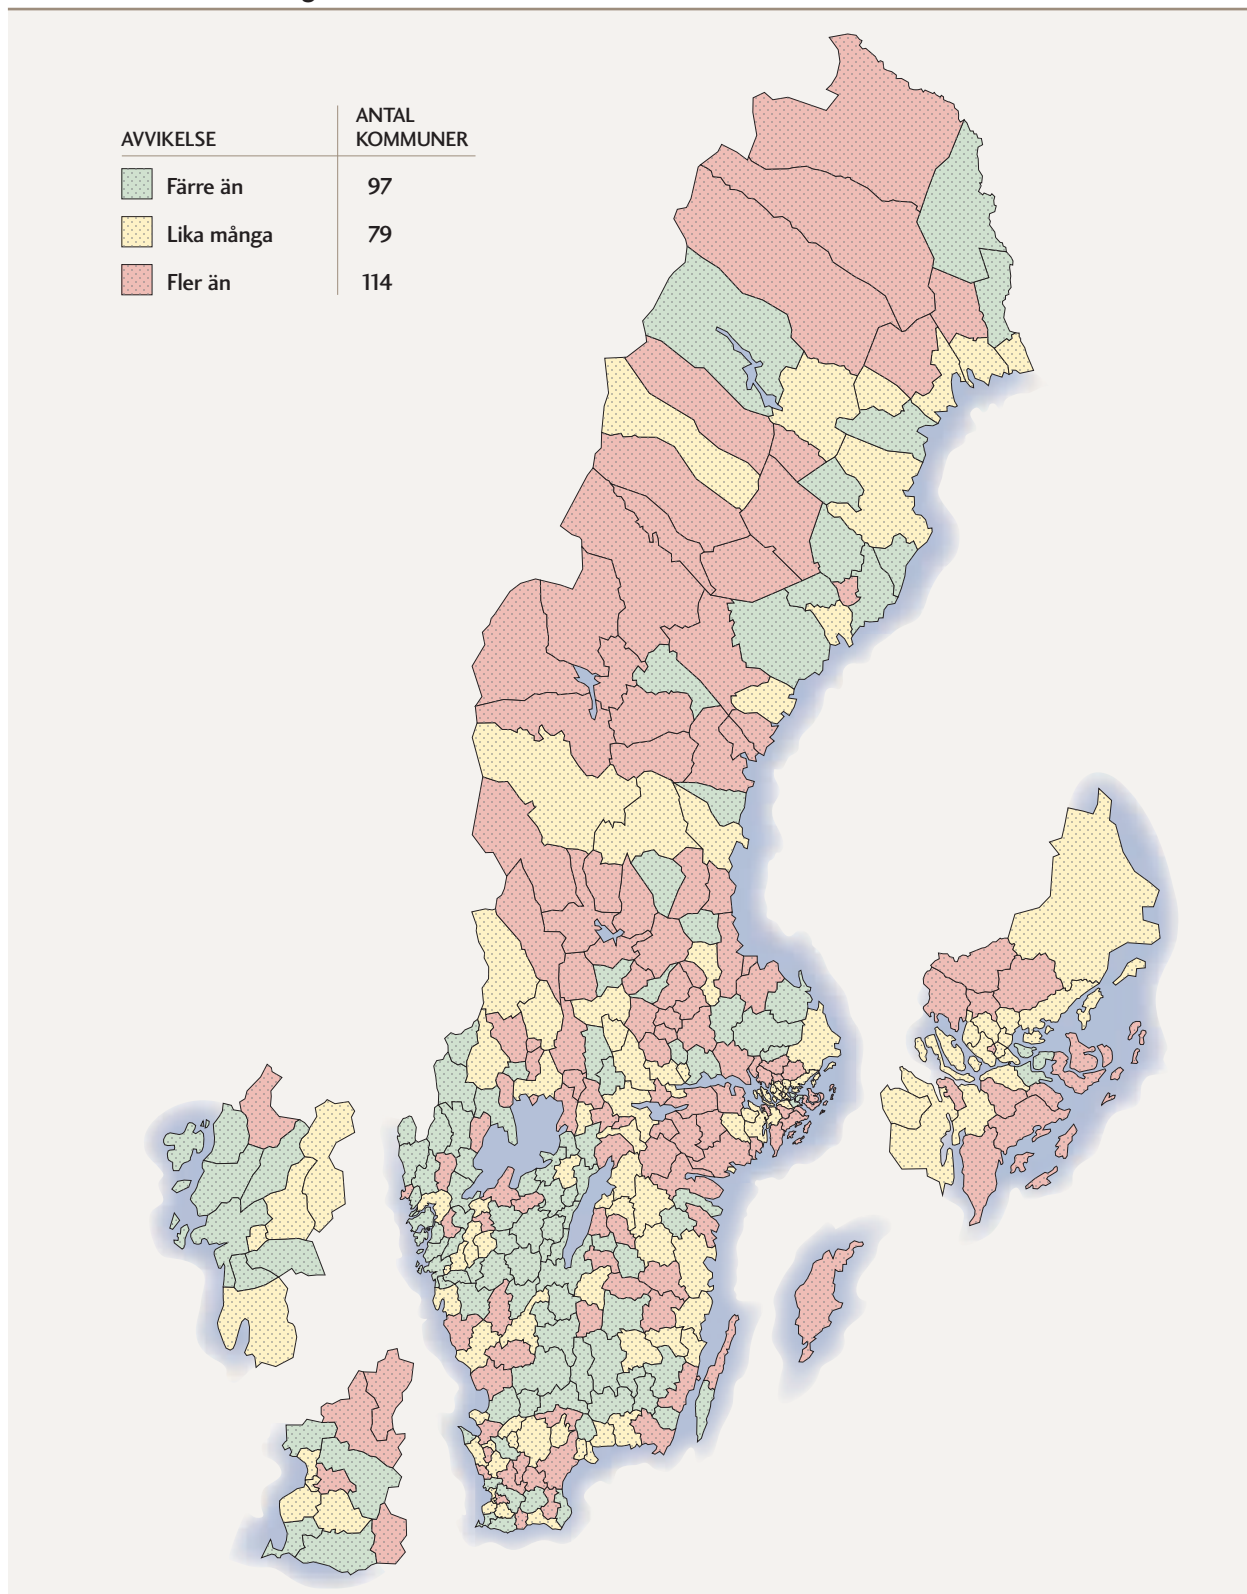 AVVIKELSE
ANTAL
KOMMUNER
Färre än 97
Lika många 79
Fler än 114